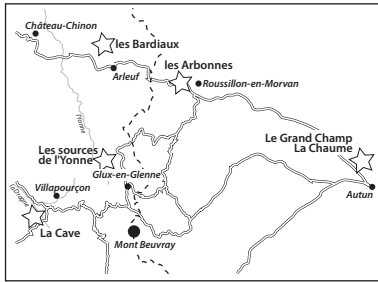 Château-Chinon
les Bardiaux
Arleuf
les Arbonnes
Roussillon-en-Morvan
l'Yonne
Les sources
de l'Yonne
Glux-en-Glenne
Le Grand Champ
La Chaume
Autun
Villapourçon
La Cave
Mont Beuvray